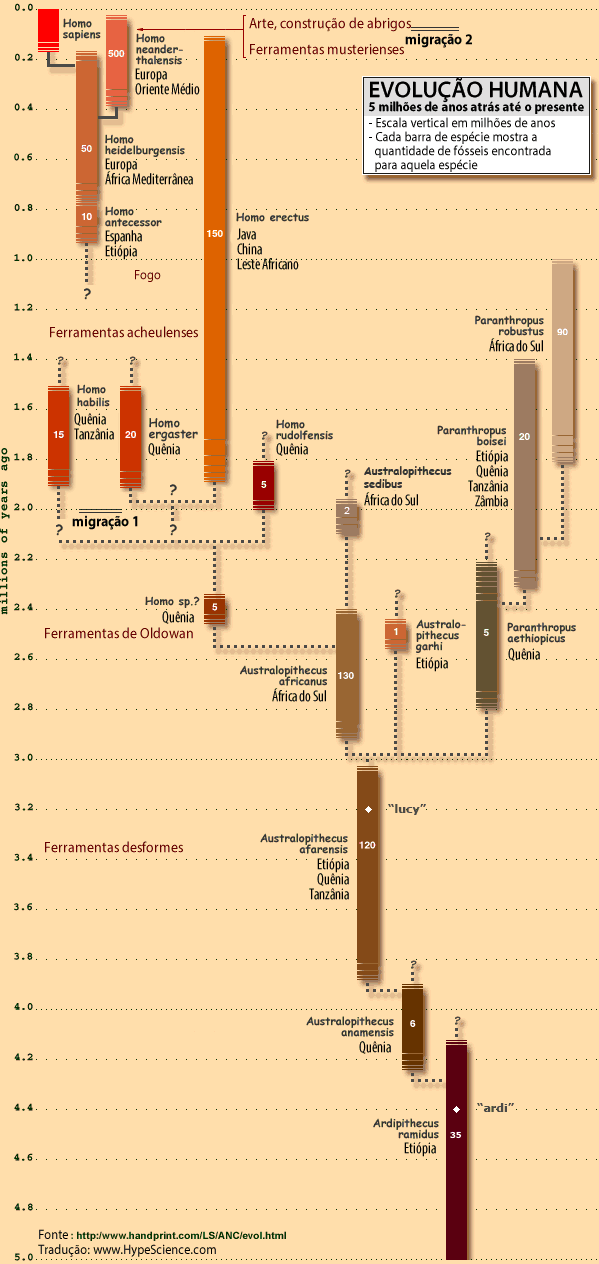 0.0
Homo
sapiens
Homo
neander-
thalensis
Europa
Oriente Médio
500
Arte, construção de abrigos
Ferramentas musterienses
migração 2
0.2
EVOLUÇÃO HUMANA
5 milhões de anos atrás até o presente
- Escala vertical em milhões de anos
- Cada barra de espécie mostra a
quantidade de fósseis encontrada
para aquela espécie
0.4
50
Homo
heidelburgensis
Europa
África Mediterrânea
0.6
0.8
10
Homo
antecessor
Espanha
Etiópia
?
150
Homo erectus
Java
China
Leste Africano
1.0
Fogo
1.2
Ferramentas acheulenses
Paranthropus
robustus
África do Sul
90
1.4
?
?
15
Homo
habilis
Quênia
Tanzânia
?
20
Homo
ergaster
Quênia
?
?
1.6
Homo
rudolfensis
Quênia
?
5
Paranthropus
boisei
Etiópia
Quênia
Tanzânia
Zâmbia
20
1.8
?
Australopithecus
sedibus
África do Sul
2
2.0
migração 1
millions of years ago
2.2
?
Homo sp.?
Quênia
5
2.4
Ferramentas de Oldowan
?
1
Australo-
pithecus
garhi
Etiópia
5
Paranthropus
aethiopicus
Quênia
2.6
Australopithecus
africanus
África do Sul
130
2.8
3.0
3.2
"lucy"
Ferramentas desformes
3.4
Australopithecus
afarensis
Etiópia
Quênia
Tanzânia
120
3.6
3.8
?
4.0
Australopithecus
anamensis
Quênia
6
?
4.2
4.4
"ardi"
Ardipithecus
ramidus
Etiópia
35
4.6
4.8
Fonte : http:/www.handprint.com/LS/ANC/evol.html
Tradução: www.HypeScience.com
5.0